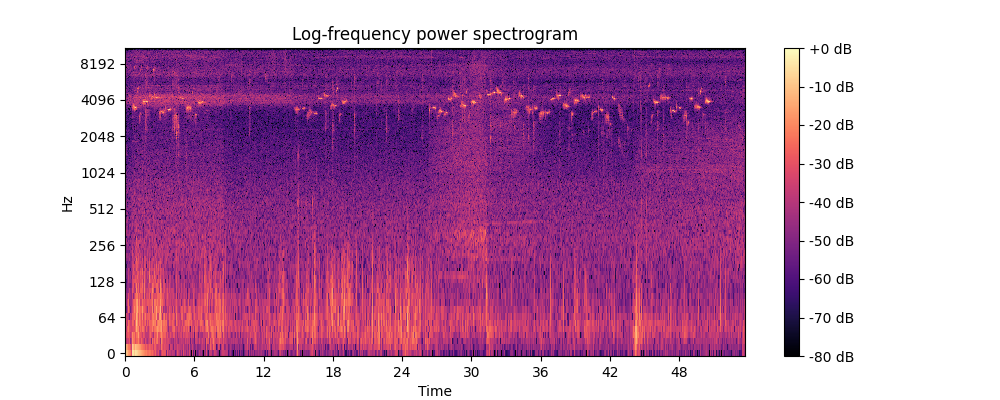 Log-frequency power spectrogram
Hz
8192
4096
2048
1024
512
256
128
64
0
0 6 12 18 24 30 36 42 48
Time
+0 dB
-10 dB
-20 dB
-30 dB
-40 dB
-50 dB
-60 dB
-70 dB
-80 dB